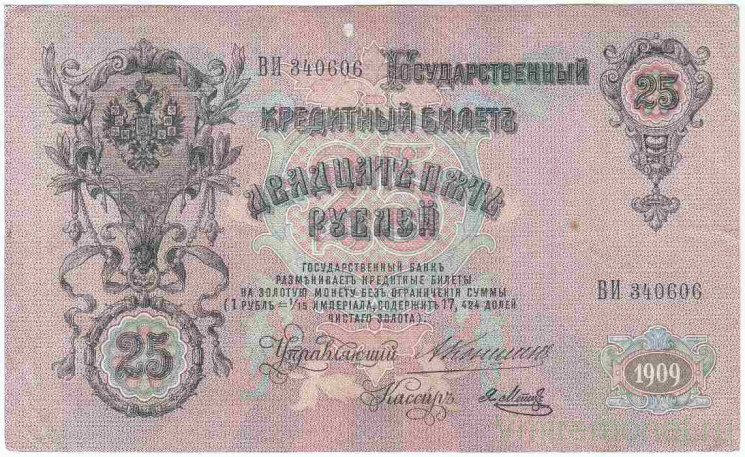 ВИ 340606
Государственный
25
Кредитный Билетъ
25
Двадцать пять
рублей
Государственный Банкъ
размѣниваетъ кредитные билеты
на золотую монету безъ ограниченія суммы
(1 рубль = 1/15 имперіала, содержитъ 17,424 долей
чистаго золота).
ВИ 340606
Управляющій
25
Кассиръ
1909